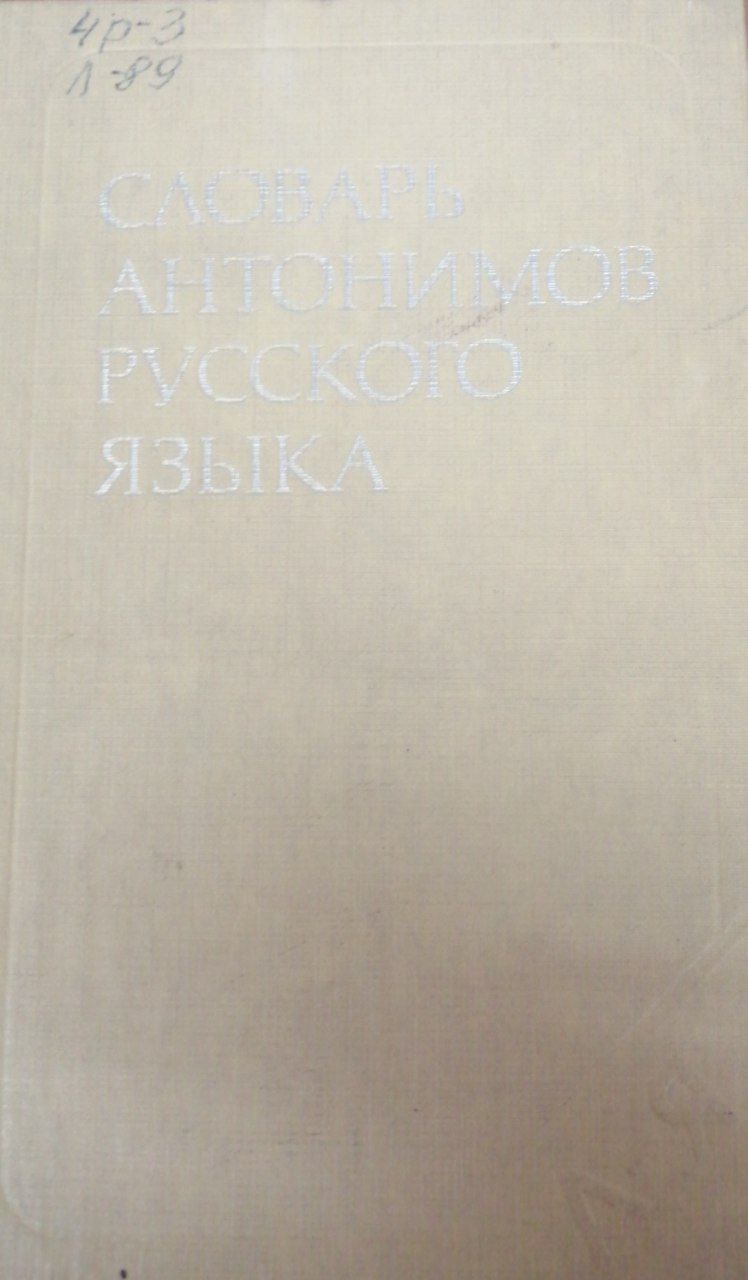 4р-3
Л-89
СЛОВАРЬ
АНТОНИМОВ
РУССКОГО
ЯЗЫКА